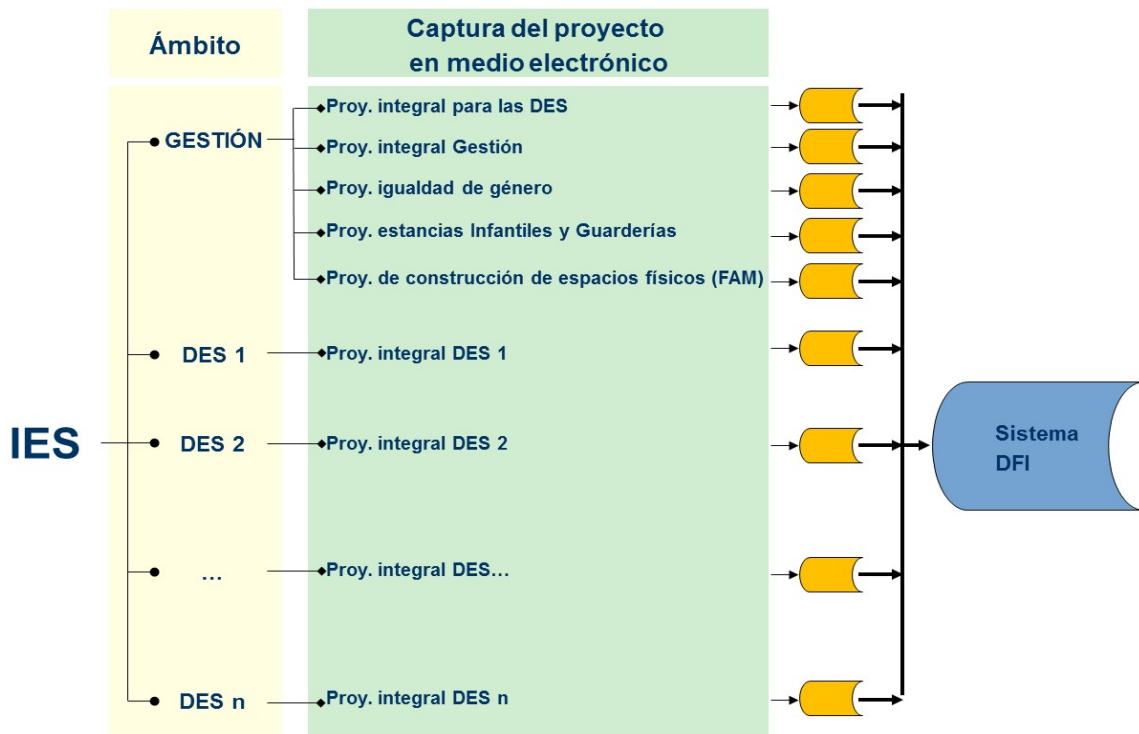 Ámbito
Captura del proyecto
en medio electrónico
IES
GESTIÓN
Proy. integral para las DES
Proy. integral Gestión
Proy. igualdad de género
Proy. estancias Infantiles y Guarderías
Proy. de construcción de espacios físicos (FAM)
DES 1
Proy. integral DES 1
DES 2
Proy. integral DES 2
...
Proy. integral DES...
DES n
Proy. integral DES n
Sistema
DFI